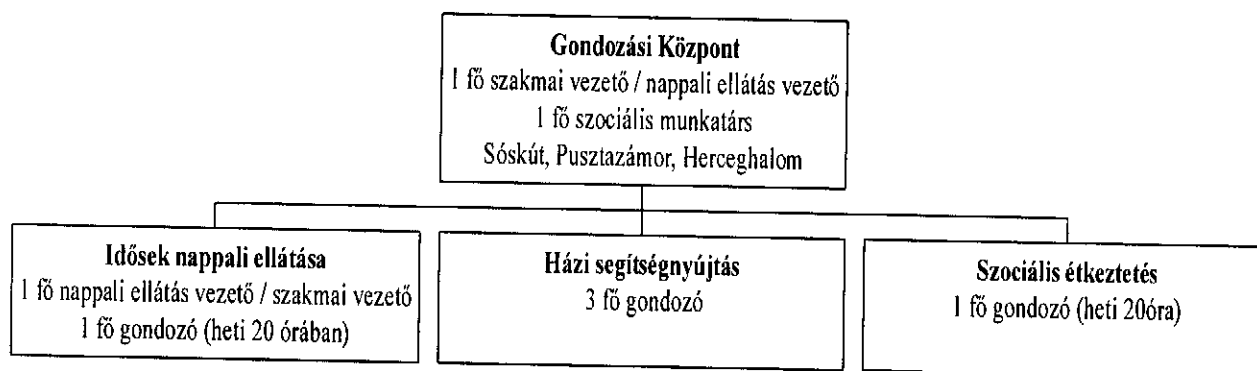 Gondozási Központ
1 fő szakmai vezető / nappali ellátás vezető
1 fő szociális munkatárs
Sóskút, Pusztazámor, Herceghalom
Idősek nappali ellátása
1 fő nappali ellátás vezető / szakmai vezető
1 fő gondozó (heti 20 órában)
Házi segítségnyújtás
3 fő gondozó
Szociális étkeztetés
1 fő gondozó (heti 20óra)